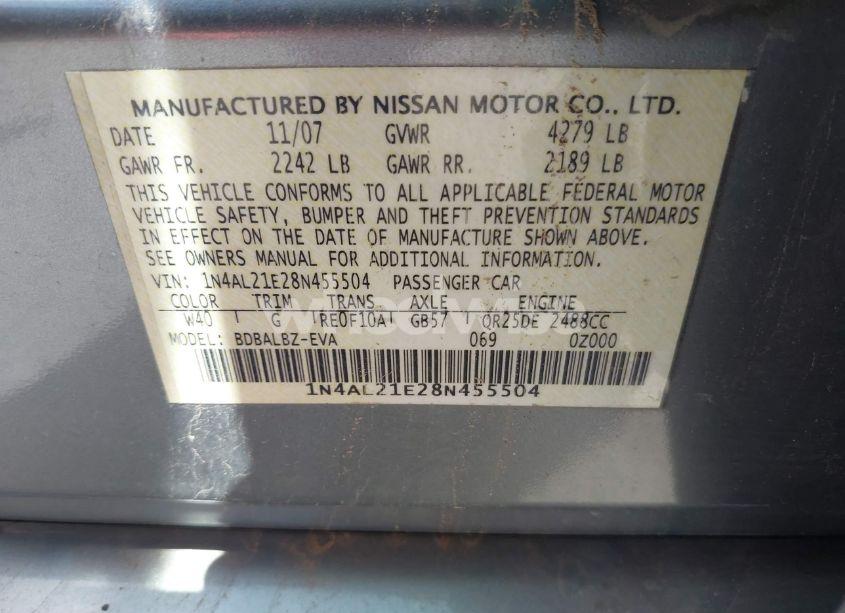 MANUFACTURED BY NISSAN MOTOR CO., LTD.
DATE 11/07 GVWR 4279 LB
GAWR FR. 2242 LB GAWR RR. 2189 LB
THIS VEHICLE CONFORMS TO ALL APPLICABLE FEDERAL MOTOR
VEHICLE SAFETY, BUMPER AND THEFT PREVENTION STANDARDS
IN EFFECT ON THE DATE OF MANUFACTURE SHOWN ABOVE.
SEE OWNERS MANUAL FOR ADDITIONAL INFORMATION.
VIN: 1N4AL21E28N455504 PASSENGER CAR
COLOR TRIM TRANS AXLE ENGINE
W40 G RE0F10A GB57 QR25DE 2488CC
MODEL: BDBALBZ-EVA 069 0Z000
1N4AL21E28N455504